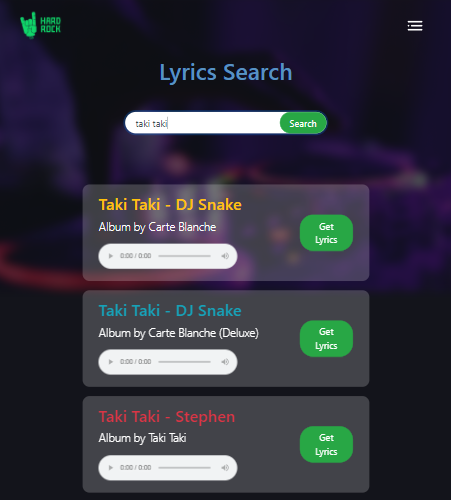 HARD
ROCK
Lyrics Search
taki taki
Search
Taki Taki - DJ Snake
Album by Carte Blanche
Get
Lyrics
0:00 / 0:00
Taki Taki - DJ Snake
Album by Carte Blanche (Deluxe)
Get
Lyrics
0:00 / 0:00
Taki Taki - Stephen
Album by Taki Taki
Get
Lyrics
0:00 / 0:00